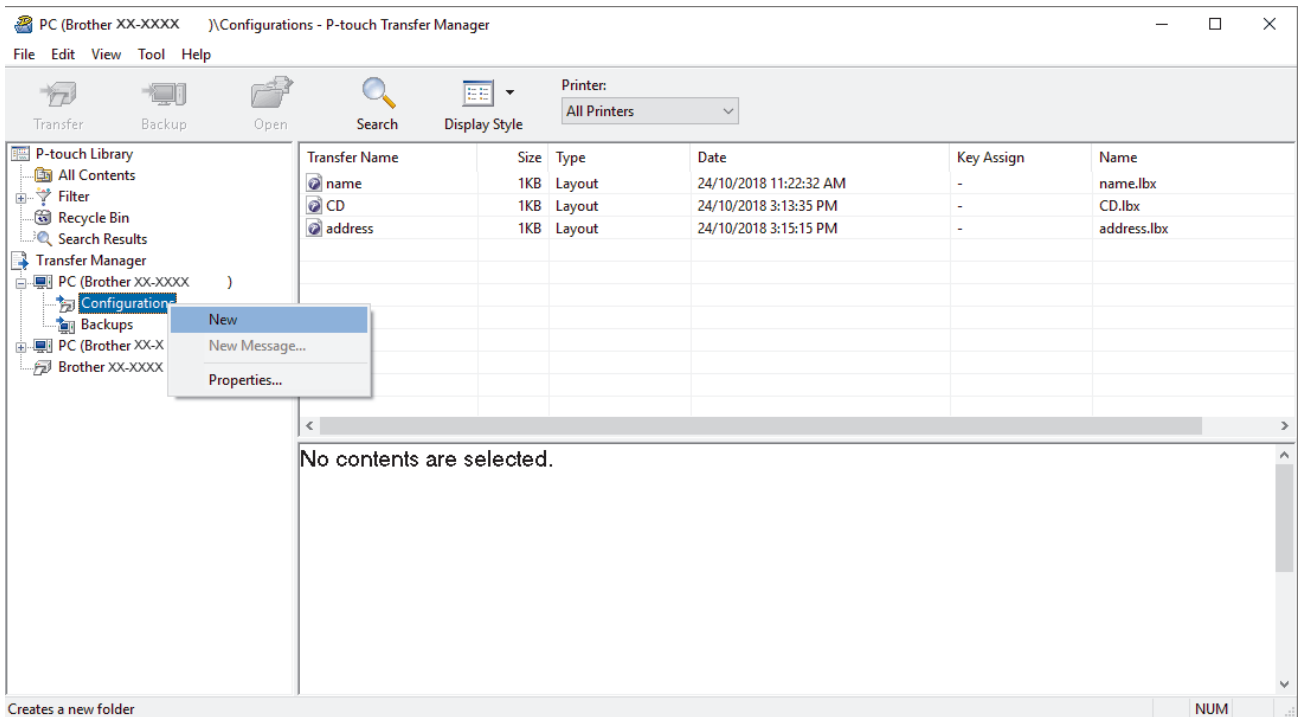 PC (Brother XX-XXXX )\Configurations - P-touch Transfer Manager
File Edit View Tool Help
Transfer Backup Open Search Display Style
Printer:
All Printers
P-touch Library
All Contents
Filter
Recycle Bin
Search Results
Transfer Manager
PC (Brother XX-XXXX )
Configurations
Backups
PC (Brother XX-X
Brother XX-XXXX
New
New Message...
Properties...
Transfer Name Size Type Date Key Assign Name
name 1KB Layout 24/10/2018 11:22:32 AM - name.lbx
CD 1KB Layout 24/10/2018 3:13:35 PM - CD.lbx
address 1KB Layout 24/10/2018 3:15:15 PM - address.lbx
No contents are selected.
Creates a new folder NUM